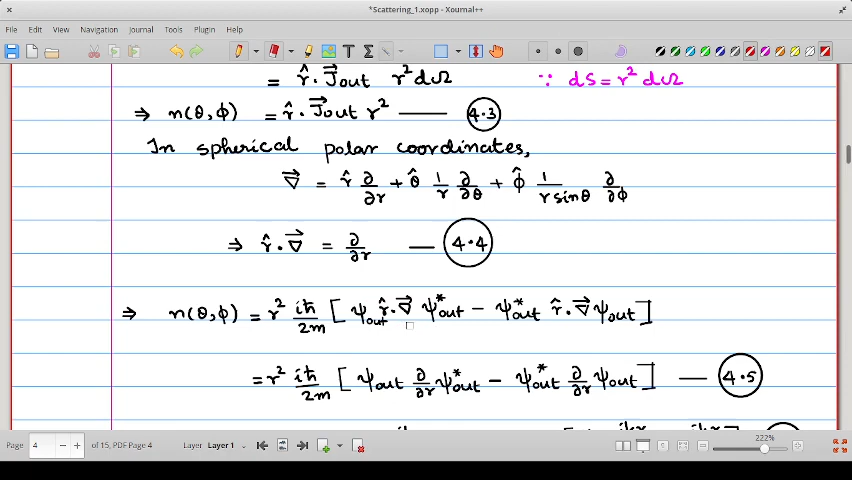 *Scattering_1.xopp - Xournal++
File Edit View Navigation Journal Tools Plugin Help
= r̂ · J⃗out r² dΩ ∵ dS = r² dΩ
⇒ n(θ,φ) = r̂ · J⃗out r² —— 4.3
In spherical polar coordinates,
∇⃗ = r̂ ∂/∂r + θ̂ 1/r ∂/∂θ + φ̂ 1/(r sinθ) ∂/∂φ
⇒ r̂ · ∇⃗ = ∂/∂r — 4.4
⇒ n(θ,φ) = r² iħ/2m [ψout r̂ · ∇⃗ ψ*out − ψ*out r̂ · ∇⃗ ψout]
= r² iħ/2m [ψout ∂/∂r ψ*out − ψ*out ∂/∂r ψout] — 4.5
Page 4 of 15, PDF Page 4 Layer Layer 1 222%